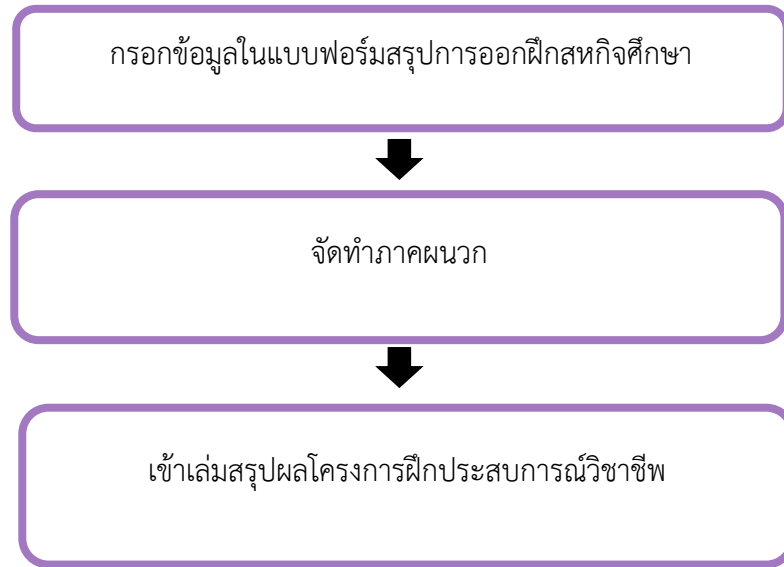 กรอกข้อมูลในแบบฟอร์มสรุปการออกฝึกสหกิจศึกษา
จัดทำภาคผนวก
เข้าเล่มสรุปผลโครงการฝึกประสบการณ์วิชาชีพ